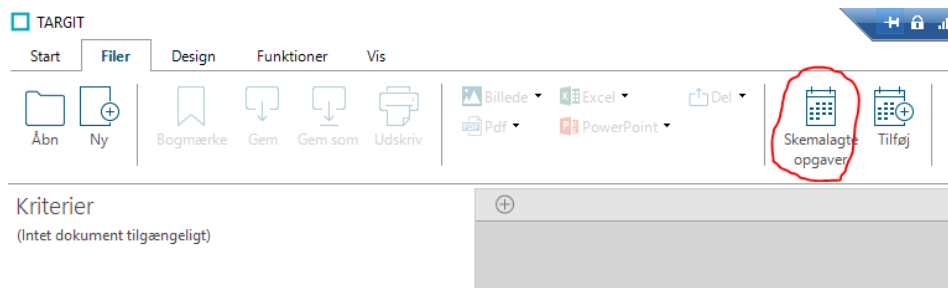 TARGIT
Start Filer Design Funktioner Vis
Åbn Ny Bogmærke Gem Gem som Udskriv
Billede Excel Del
PDF Pdf PowerPoint
Skemalagte
opgaver
Tilføj
Kriterier
(Intet dokument tilgængeligt)